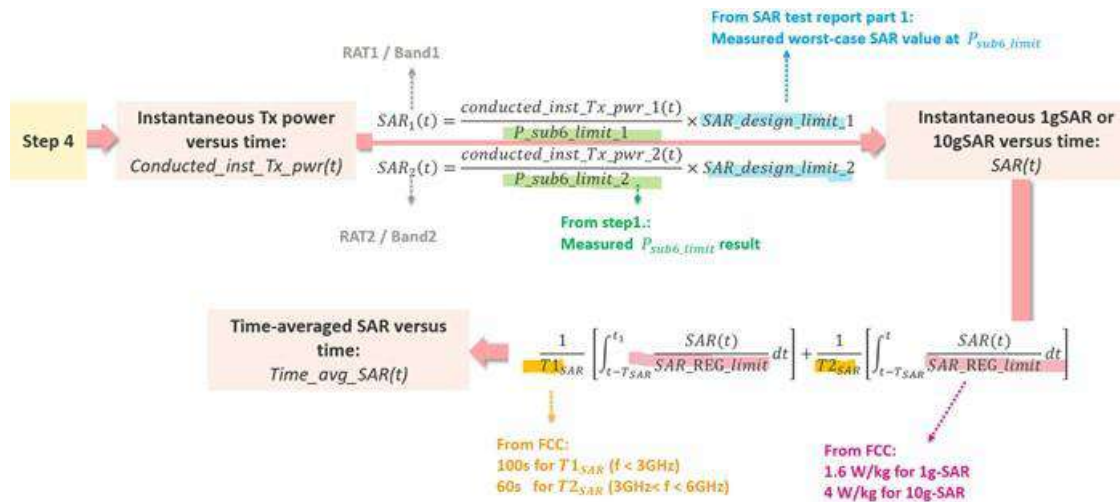 From SAR test report part 1:
Measured worst-case SAR value at P_sub6_limit
RAT1 / Band1
Step 4
Instantaneous Tx power
versus time:
Conducted_inst_Tx_pwr(t)
SAR₁(t) = conducted_inst_Tx_pwr_1(t) / P_sub6_limit_1 × SAR_design_limit_1
SAR₂(t) = conducted_inst_Tx_pwr_2(t) / P_sub6_limit_2 × SAR_design_limit_2
Instantaneous 1gSAR or
10gSAR versus time:
SAR(t)
RAT2 / Band2
From step1.:
Measured P_sub6_limit result
Time-averaged SAR versus
time:
Time_avg_SAR(t)
1/T1_SAR [∫_{t-T_SAR}^{t₁} SAR(t)/SAR_REG_limit dt] + 1/T2_SAR [∫_{t-T_SAR}^{t} SAR(t)/SAR_REG_limit dt]
From FCC:
100s for T1_SAR (f < 3GHz)
60s for T2_SAR (3GHz< f < 6GHz)
From FCC:
1.6 W/kg for 1g-SAR
4 W/kg for 10g-SAR